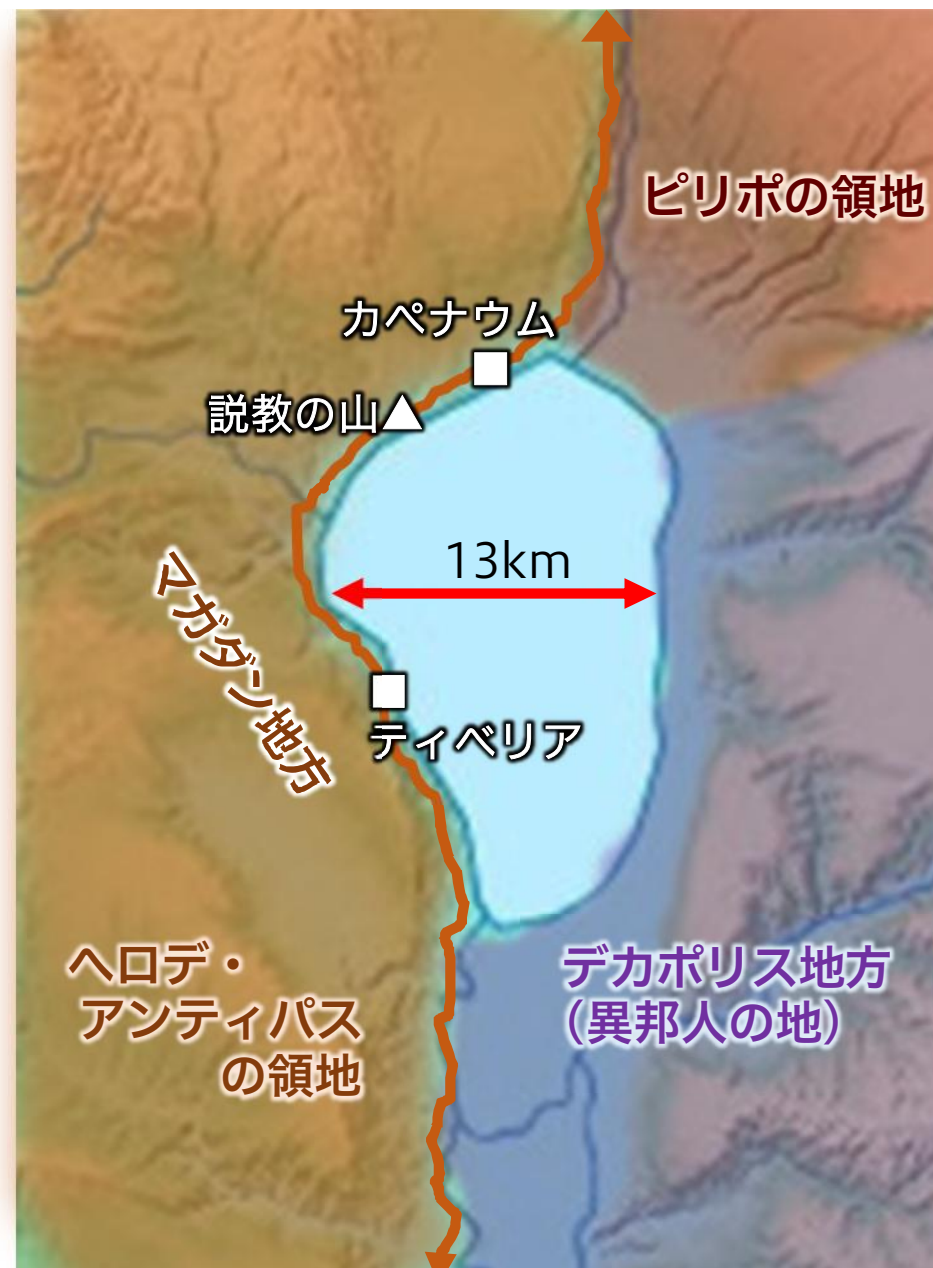 ピリポの領地
カペナウム
説教の山
13km
マガダン地方
ティベリア
ヘロデ・
アンティパス
の領地
デカポリス地方
（異邦人の地）